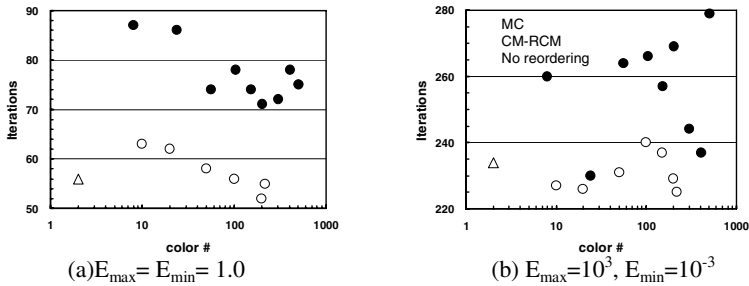 90
80
70
60
50
Iterations
1 10 100 1000
color #
(a)E_max= E_min= 1.0
280
260
240
220
Iterations
MC
CM-RCM
No reordering
1 10 100 1000
color #
(b) E_max=10^3, E_min=10^-3